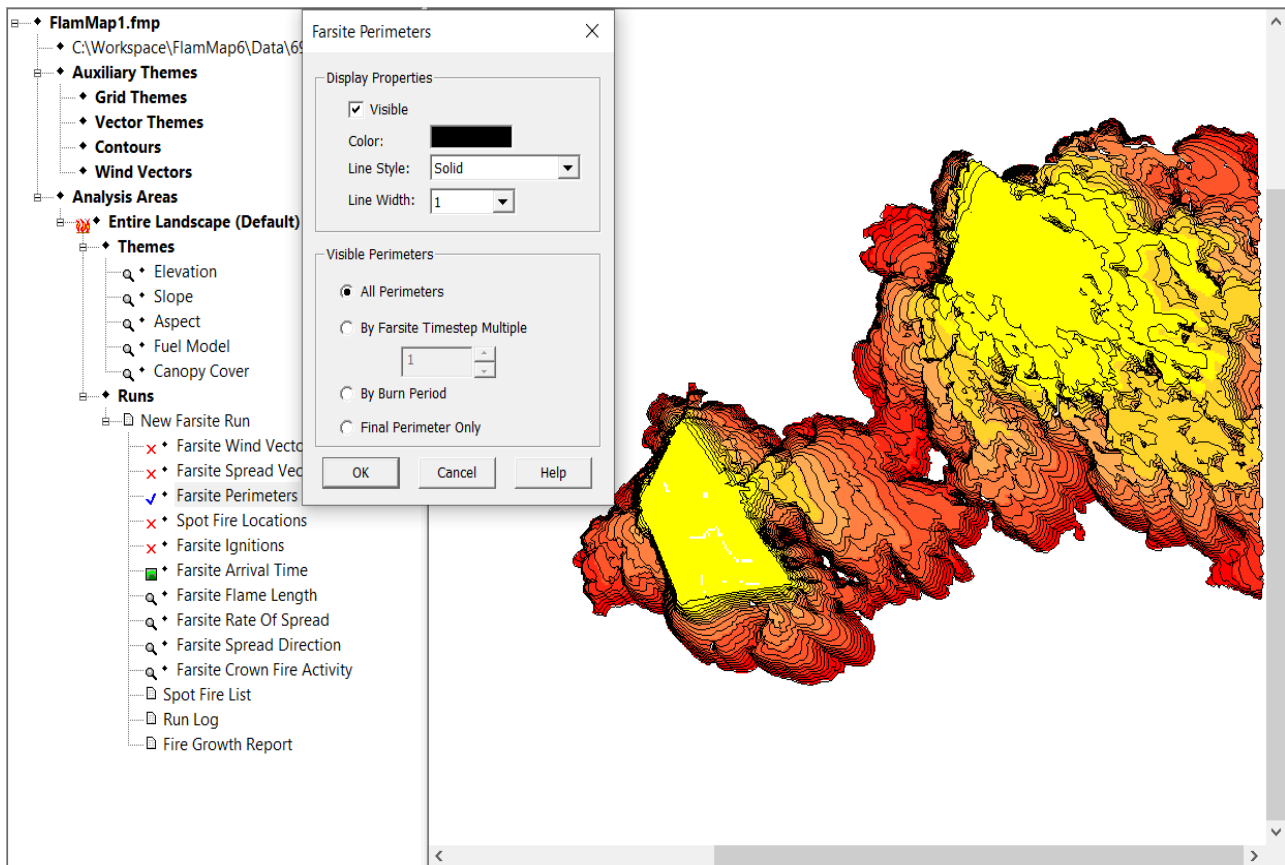 FlamMap1.fmp
C:\Workspace\FlamMap6\Data\69
Auxiliary Themes
Grid Themes
Vector Themes
Contours
Wind Vectors
Analysis Areas
Entire Landscape (Default)
Themes
Elevation
Slope
Aspect
Fuel Model
Canopy Cover
Runs
New Farsite Run
Farsite Wind Vecto
Farsite Spread Vec
Farsite Perimeters
Spot Fire Locations
Farsite Ignitions
Farsite Arrival Time
Farsite Flame Length
Farsite Rate Of Spread
Farsite Spread Direction
Farsite Crown Fire Activity
Spot Fire List
Run Log
Fire Growth Report
Farsite Perimeters
Display Properties
Visible
Color:
Line Style: Solid
Line Width: 1
Visible Perimeters
All Perimeters
By Farsite Timestep Multiple
1
By Burn Period
Final Perimeter Only
OK Cancel Help